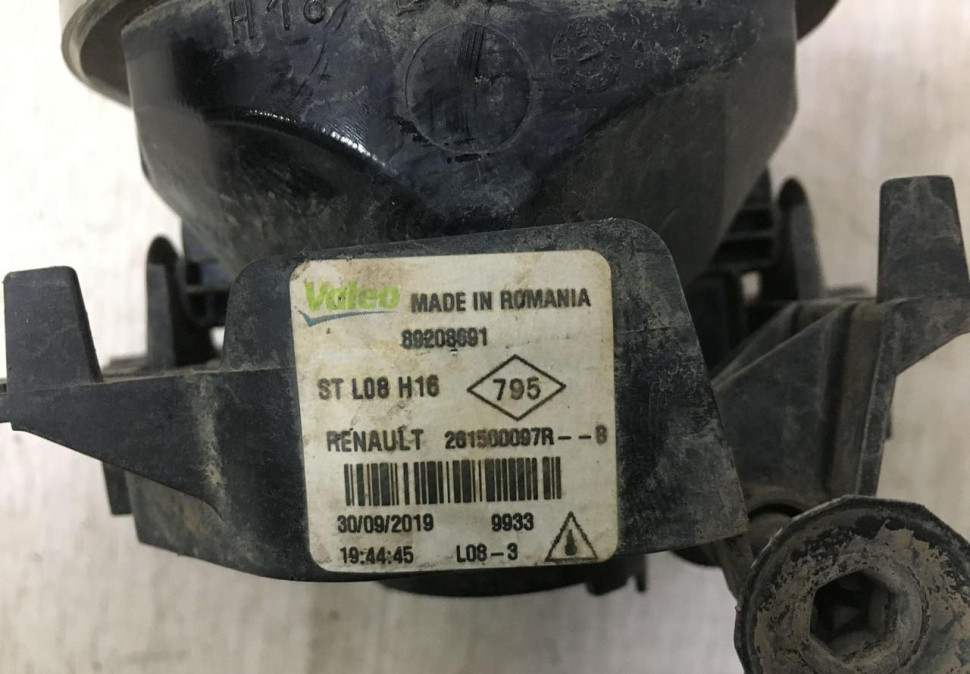 H16
Valeo MADE IN ROMANIA
89208691
ST L08 H16 795
RENAULT 261500097R--B
30/09/2019 9933
19:44:45 L08-3